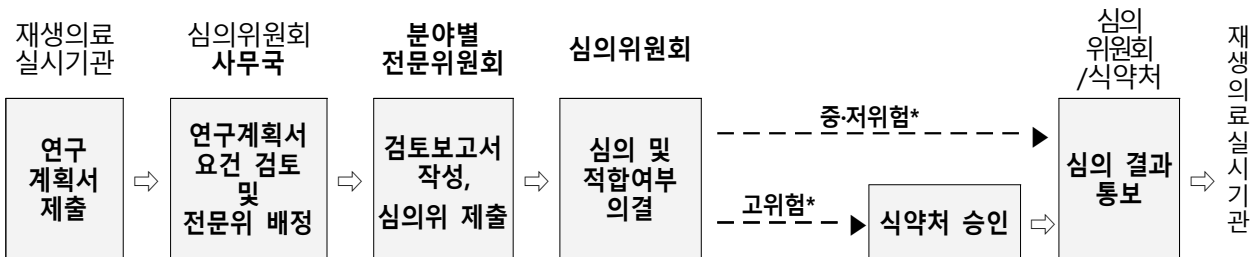 재생의료
실시기관
심의위원회
사무국
분야별
전문위원회
심의위원회
심의
위원회
/식약처
재생의료실시기관
연구
계획서
제출
⇨
연구계획서
요건 검토
및
전문위 배정
⇨
검토보고서
작성,
심의위 제출
⇨
심의 및
적합여부
의결
중·저위험*
고위험*
식약처 승인
⇨
심의 결과
통보
⇨